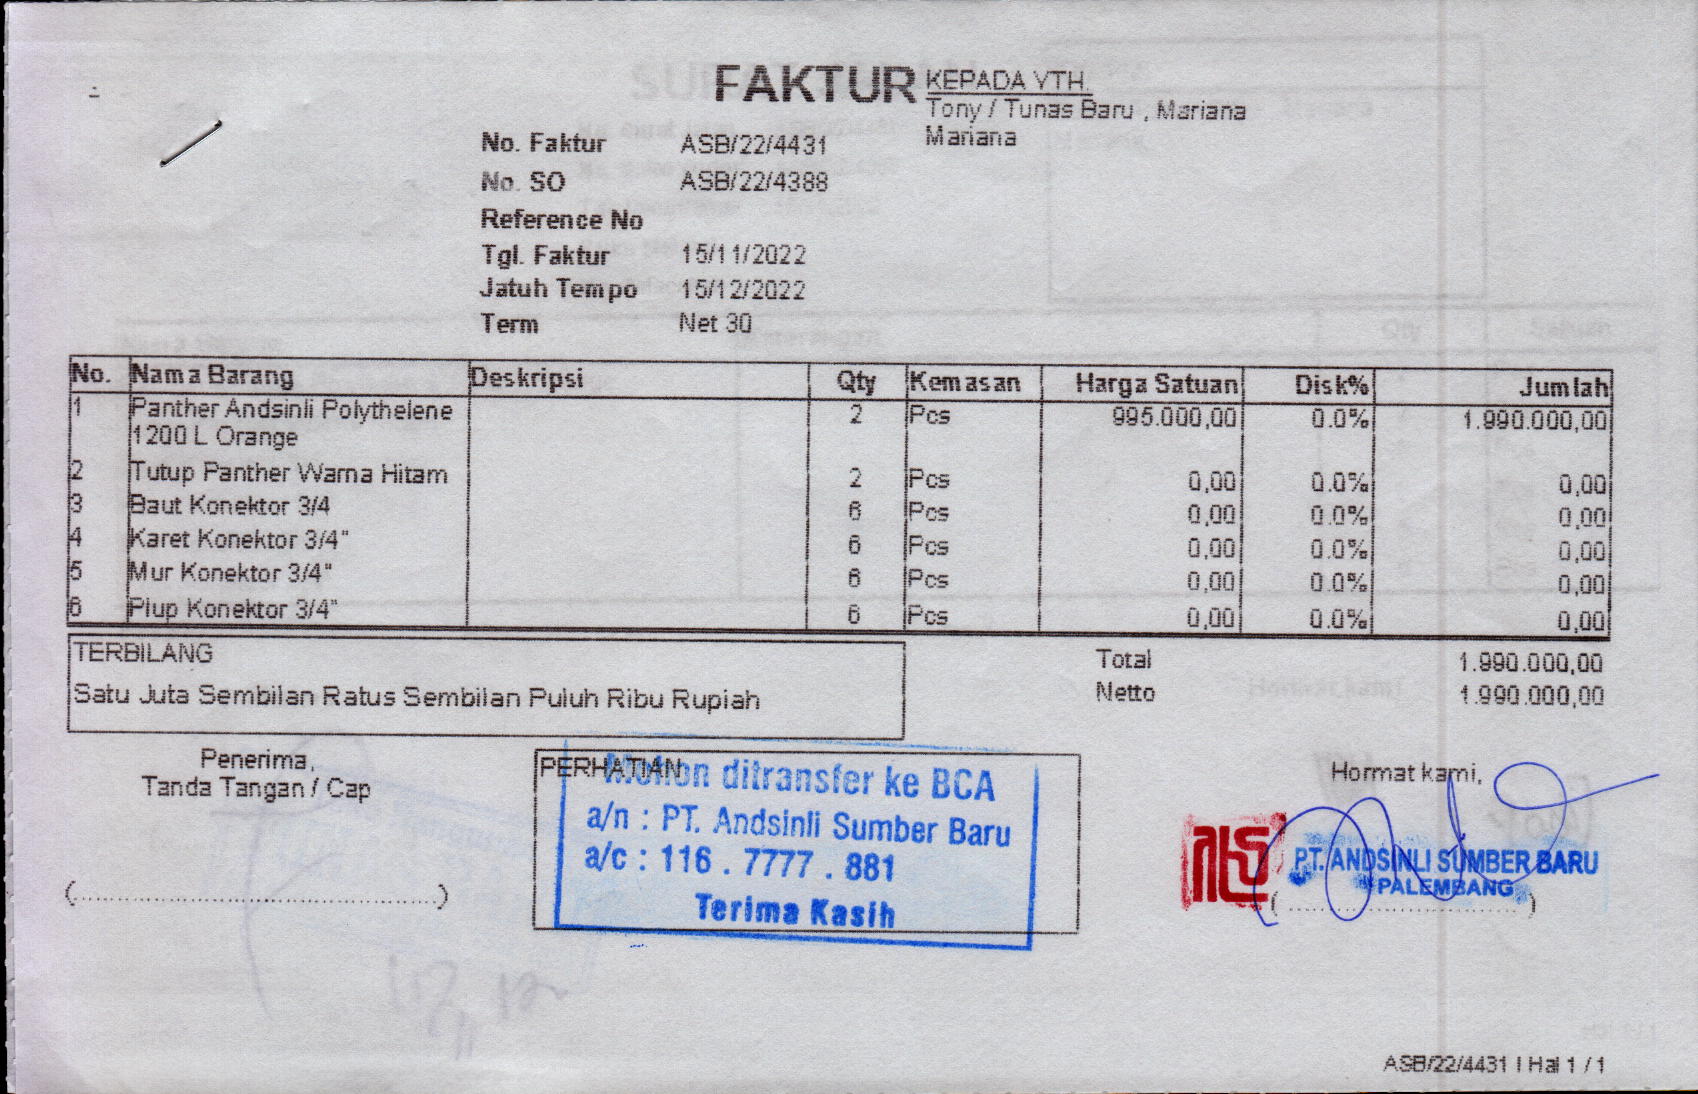 FAKTUR
KEPADA YTH.
Tony / Tunas Baru , Mariana
Mariana
No. Faktur ASB/22/4431
No. SO ASB/22/4388
Reference No
Tgl. Faktur 15/11/2022
Jatuh Tempo 15/12/2022
Term Net 30
No. Nama Barang Deskripsi Qty Kemasan Harga Satuan Disk% Jumlah
1 Panther Andsinli Polythelene 2 Pcs 995.000,00 0.0% 1.990.000,00
1200 L Orange
2 Tutup Panther Warna Hitam 2 Pcs 0,00 0.0% 0,00
3 Baut Konektor 3/4 6 Pcs 0,00 0.0% 0,00
4 Karet Konektor 3/4" 6 Pcs 0,00 0.0% 0,00
5 Mur Konektor 3/4" 6 Pcs 0,00 0.0% 0,00
6 Plup Konektor 3/4" 6 Pcs 0,00 0.0% 0,00
TERBILANG
Satu Juta Sembilan Ratus Sembilan Puluh Ribu Rupiah
Total 1.990.000,00
Netto 1.990.000,00
Penerima,
Tanda Tangan / Cap
(................................................)
PERHATIAN
Mohon ditransfer ke BCA
a/n : PT. Andsinli Sumber Baru
a/c : 116 . 7777 . 881
Terima Kasih
Hormat kami,
PT. ANDSINLI SUMBER BARU
PALEMBANG
(................................)
ASB/22/4431 | Hal 1 / 1